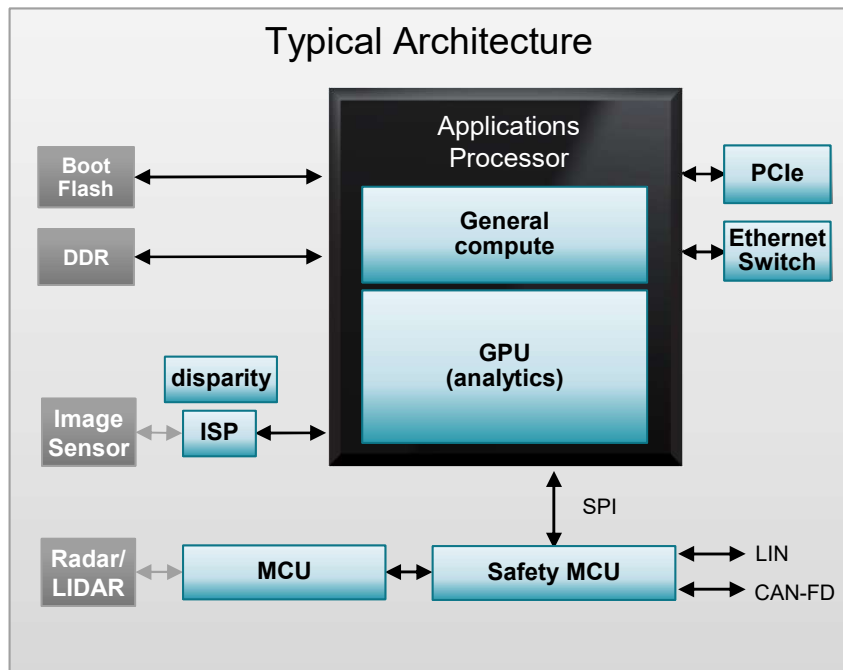 Typical Architecture
Applications
Processor
Boot
Flash
PCIe
General
compute
DDR
Ethernet
Switch
GPU
(analytics)
disparity
Image
Sensor
ISP
SPI
Radar/
LIDAR
MCU
Safety MCU
LIN
CAN-FD